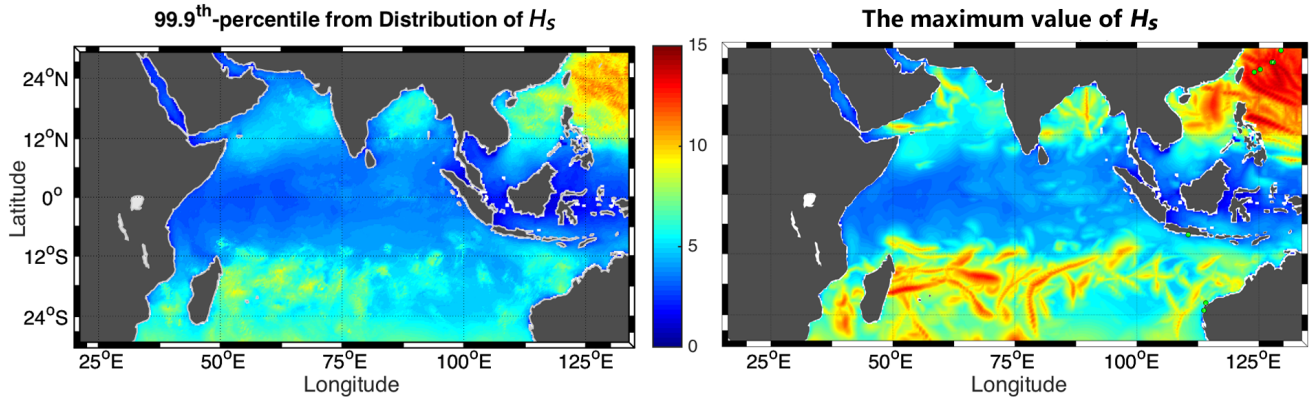 99.9th-percentile from Distribution of Hs
The maximum value of Hs
Latitude
24°N
12°N
0°
12°S
24°S
25°E 50°E 75°E 100°E 125°E
Longitude
15
10
5
0
25°E 50°E 75°E 100°E 125°E
Longitude